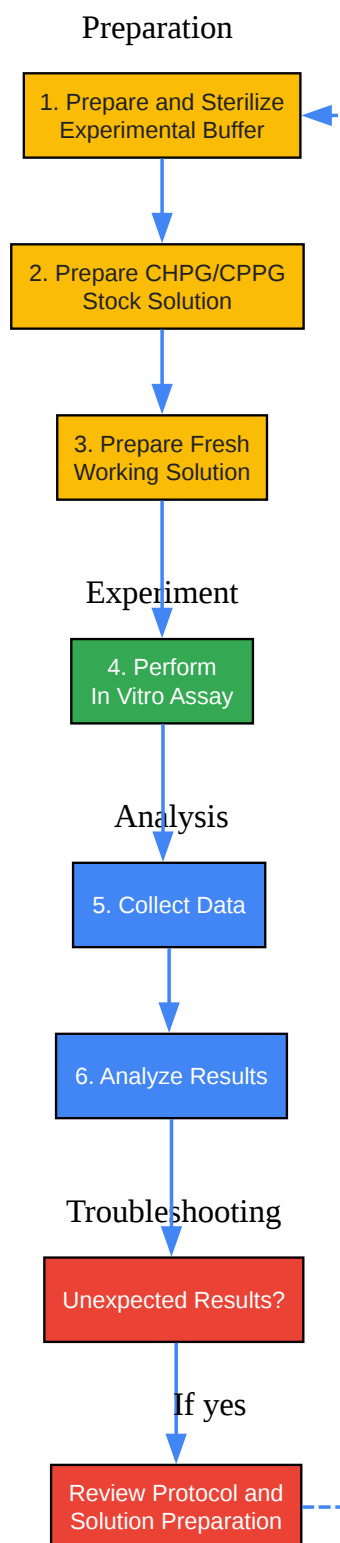 Preparation
1. Prepare and Sterilize
Experimental Buffer
2. Prepare CHPG/CPPG
Stock Solution
3. Prepare Fresh
Working Solution
Experiment
4. Perform
In Vitro Assay
Analysis
5. Collect Data
6. Analyze Results
Troubleshooting
Unexpected Results?
If yes
Review Protocol and
Solution Preparation